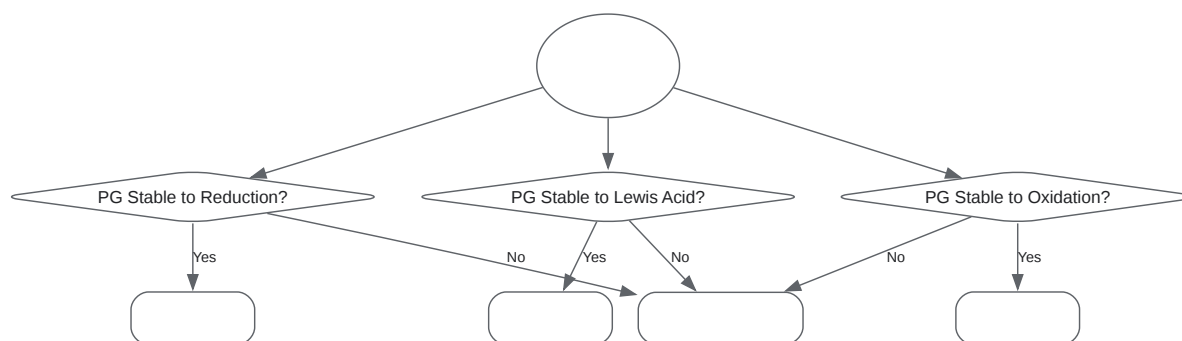 PG Stable to Reduction?
PG Stable to Lewis Acid?
PG Stable to Oxidation?
Yes
No
Yes
No
No
Yes